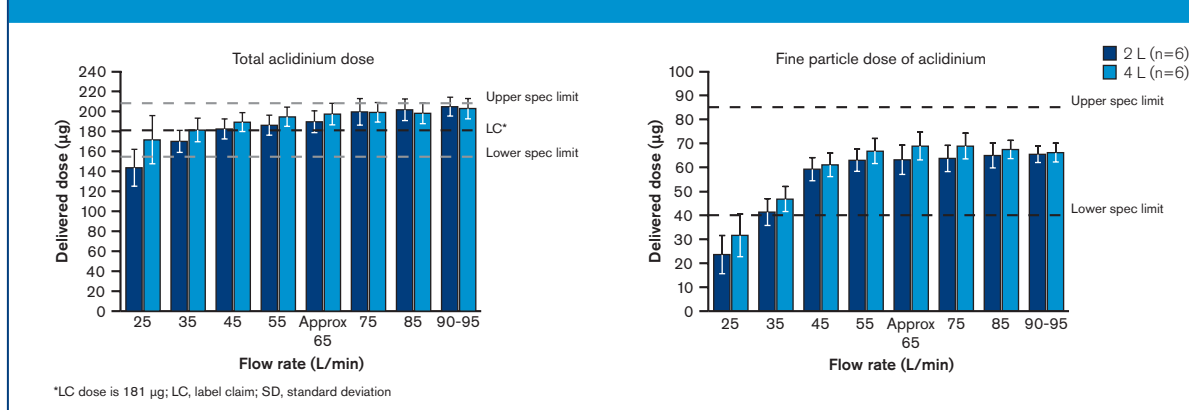 Total aclidinium dose
240
220
200
180
160
140
120
100
80
60
40
20
0
Delivered dose (µg)
Upper spec limit
LC*
Lower spec limit
25 35 45 55 Approx 75 85 90-95
65
Flow rate (L/min)
Fine particle dose of aclidinium
2 L (n=6)
4 L (n=6)
100
90
80
70
60
50
40
30
20
10
0
Delivered dose (µg)
Upper spec limit
Lower spec limit
25 35 45 55 Approx 75 85 90-95
65
Flow rate (L/min)
*LC dose is 181 µg; LC, label claim; SD, standard deviation